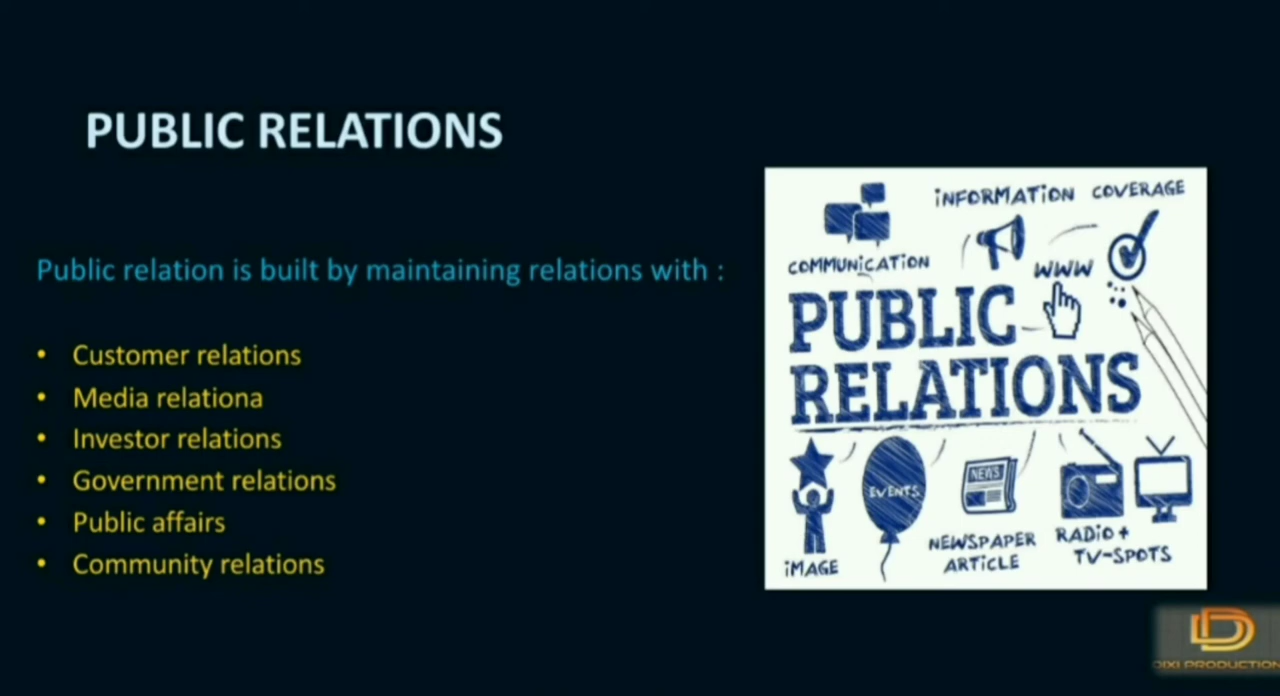 PUBLIC RELATIONS
Public relation is built by maintaining relations with :
• Customer relations
• Media relationa
• Investor relations
• Government relations
• Public affairs
• Community relations
iNFORMATiON COVERAGE
COMMUNiCATiON
WWW
PUBLIC
RELATIONS
EVENTS
NEWS
iMAGE
NEWSPAPER
ARTiCLE
RADiO +
TV-SPOTS
DIXI PRODUCTION